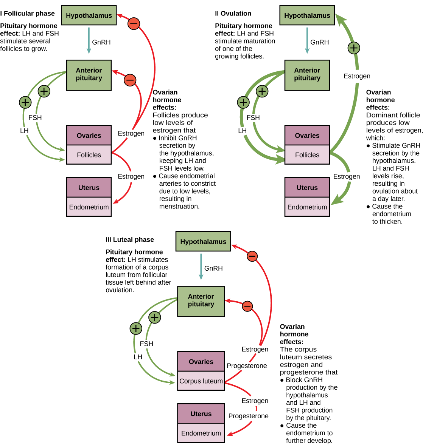 I Follicular phase
Pituitary hormone
effect: LH and FSH
stimulate several
follicles to grow.
Hypothalamus
GnRH
Anterior
pituitary
FSH
LH
Ovaries
Follicles
Estrogen
Uterus
Endometrium
Estrogen
Ovarian
hormone
effects:
Follicles produce
low levels of
estrogen that
● Inhibit GnRH
secretion by
the hypothalamus,
keeping LH and
FSH levels low.
● Cause endometrial
arteries to constrict
due to low levels,
resulting in
menstruation.
II Ovulation
Pituitary hormone
effect: LH and FSH
stimulate maturation
of one of the
growing follicles.
Hypothalamus
GnRH
Estrogen
Anterior
pituitary
FSH
LH
Ovaries
Follicles
Uterus
Endometrium
Estrogen
Ovarian
hormone
effects:
Dominant follicle
produces low
levels of estrogen,
which:
● Stimulate GnRH
secretion by the
hypothalamus.
LH and FSH
levels rise,
resulting in
ovulation about
a day later.
● Cause the
endometrium
to thicken.
III Luteal phase
Pituitary hormone
effect: LH stimulates
formation of a corpus
luteum from follicular
tissue left behind after
ovulation.
Hypothalamus
GnRH
Anterior
pituitary
FSH
LH
Estrogen
Progesterone
Ovaries
Corpus luteum
Estrogen
Progesterone
Uterus
Endometrium
Ovarian
hormone
effects:
The corpus
luteum secretes
estrogen and
progesterone that
● Block GnRH
production by the
hypothalamus
and LH and
FSH production
by the pituitary.
● Cause the
endometrium to
further develop.